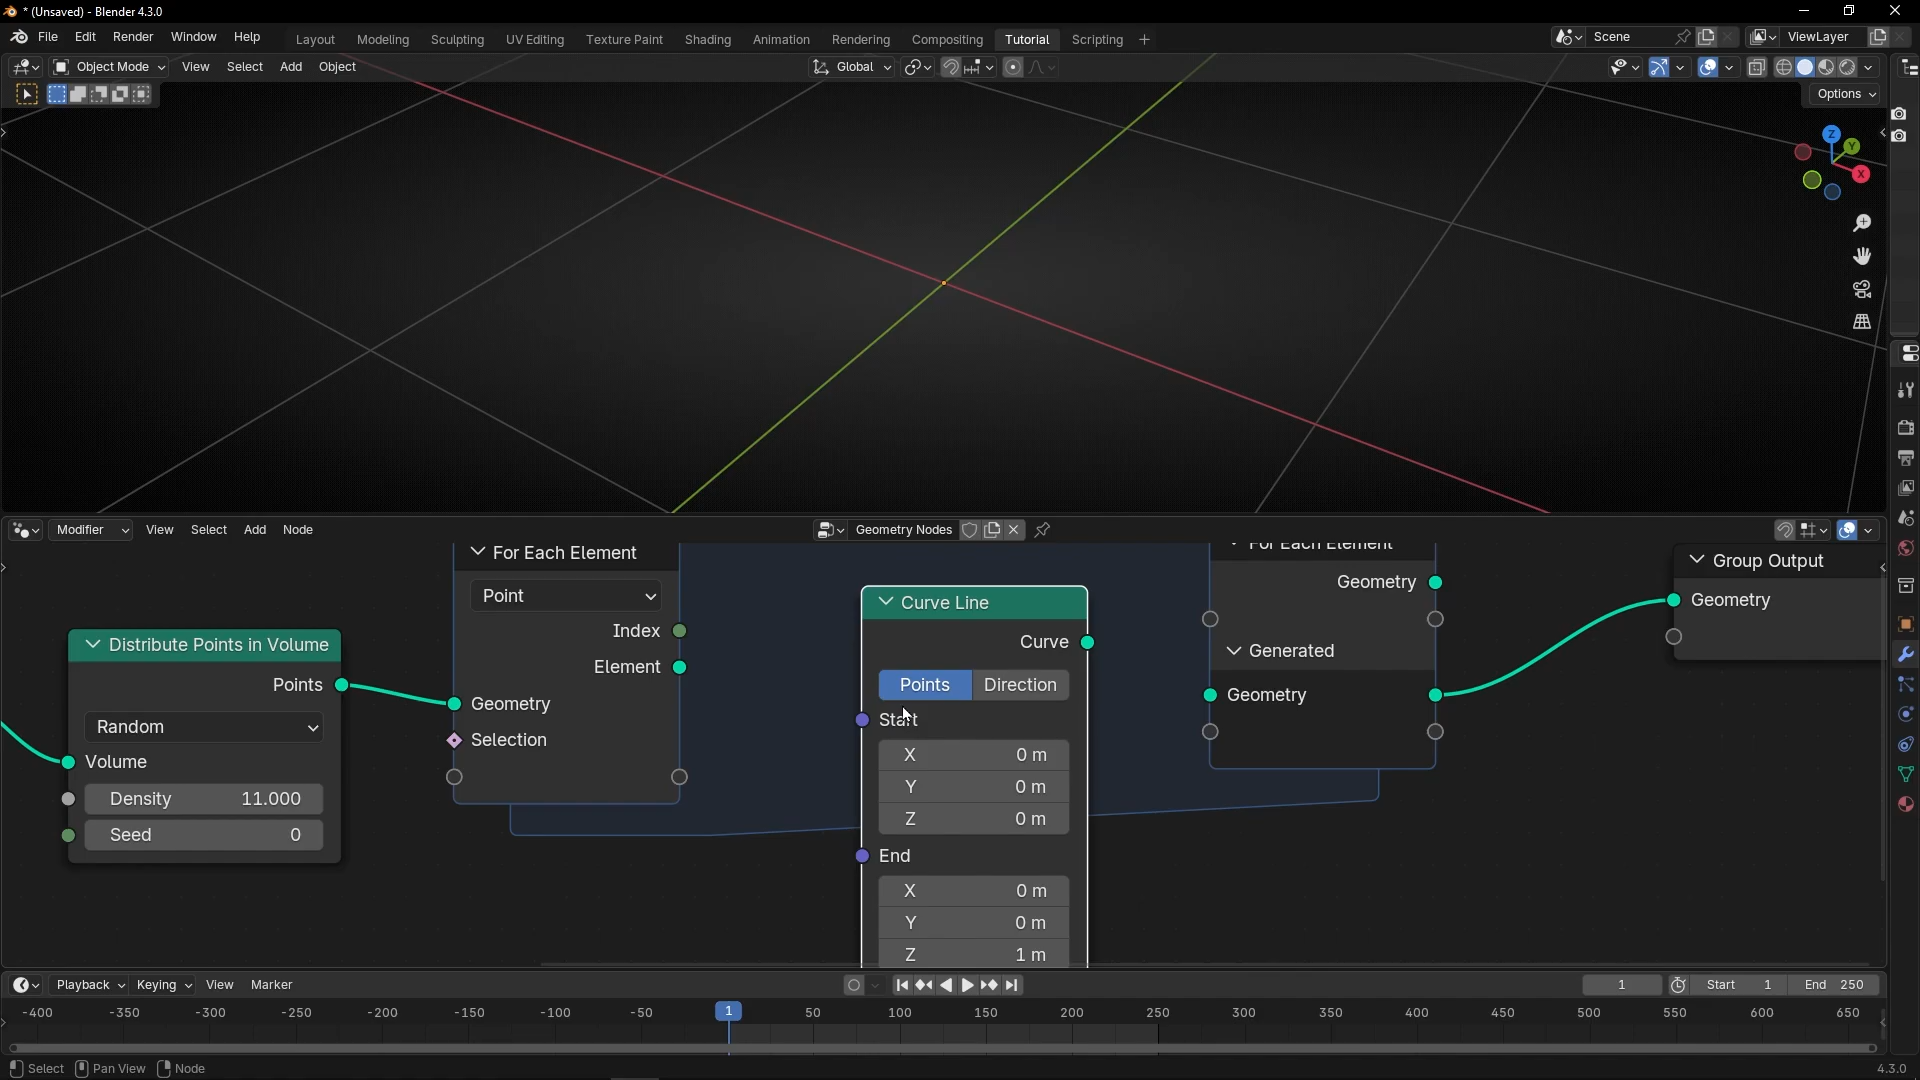 * (Unsaved) - Blender 4.3.0
File Edit Render Window Help Layout Modeling Sculpting UV Editing Texture Paint Shading Animation Rendering Compositing Tutorial Scripting + Scene ViewLayer
Object Mode View Select Add Object Global
Options
Z
Y
X
Modifier View Select Add Node Geometry Nodes
For Each Element
Point
Index
Element
Geometry
Selection
Distribute Points in Volume
Points
Random
Volume
Density 11.000
Seed 0
Curve Line
Curve
Points Direction
Start
X 0 m
Y 0 m
Z 0 m
End
X 0 m
Y 0 m
Z 1 m
For Each Element
Geometry
Generated
Geometry
Group Output
Geometry
Playback Keying View Marker 1 Start 1 End 250
-400 -350 -300 -250 -200 -150 -100 -50 1 50 100 150 200 250 300 350 400 450 500 550 600 650
Select Pan View Node 4.3.0